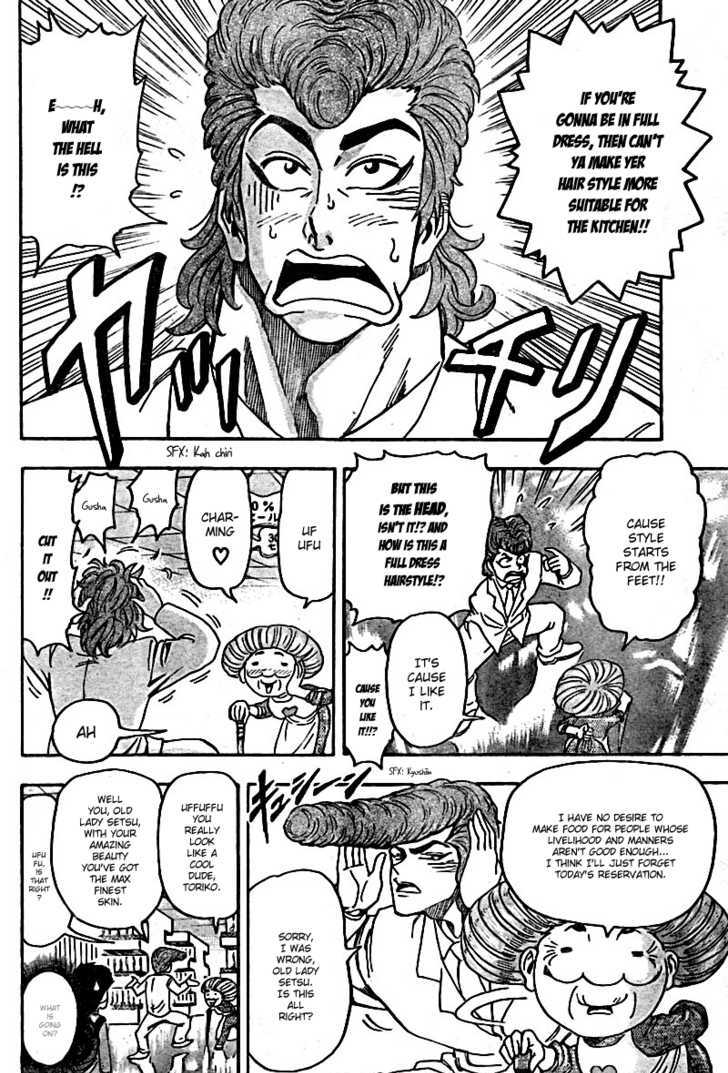 IF YOU'RE
GONNA BE IN FULL
DRESS, THEN CAN'T
YA MAKE YER
HAIR STYLE MORE
SUITABLE FOR
THE KITCHEN!!
E~~~~H,
WHAT
THE HELL
IS THIS
!?
カッチリ
SFX: Kah chiri
CAUSE
STYLE
STARTS
FROM THE
FEET!!
BUT THIS
IS THE HEAD,
ISN'T IT!? AND
HOW IS THIS A
FULL DRESS
HAIRSTYLE!?
IT'S
CAUSE I
LIKE IT.
CAUSE
YOU
LIKE
IT!!?
UF
UFU
CHAR-
MING
♡
Gusha
Gusha
CUT
IT
OUT
!!
AH
SFX: Kyushiin
キュシーン
I HAVE NO DESIRE TO
MAKE FOOD FOR PEOPLE WHOSE
LIVELIHOOD AND MANNERS
AREN'T GOOD ENOUGH...
I THINK I'LL JUST FORGET
TODAY'S RESERVATION.
SORRY,
I WAS
WRONG,
OLD LADY
SETSU.
IS THIS
ALL
RIGHT?
UFFUFFU
YOU
REALLY
LOOK
LIKE A
COOL
DUDE,
TORIKO.
WELL
YOU, OLD
LADY SETSU,
WITH YOUR
AMAZING
BEAUTY
YOU'VE GOT
THE MAX
FINEST
SKIN.
UFU
FU.
IS
THAT
RIGHT
?
WHAT
IS
GOING
ON?